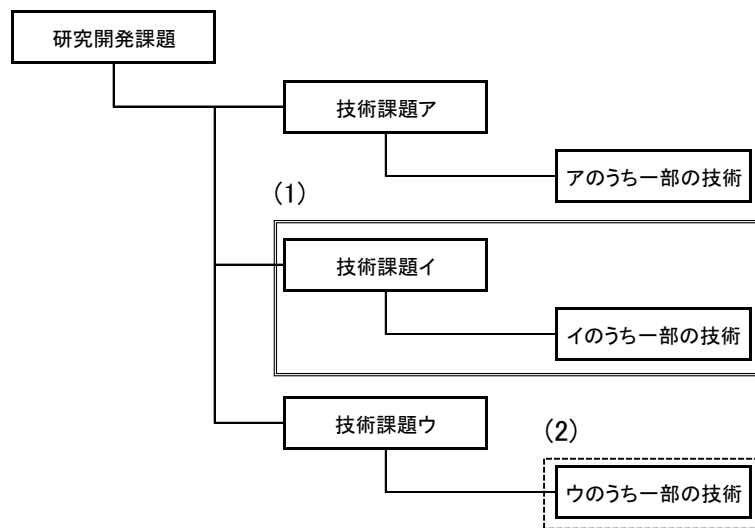 研究開発課題
技術課題ア
アのうち一部の技術
(1)
技術課題イ
イのうち一部の技術
技術課題ウ
(2)
ウのうち一部の技術